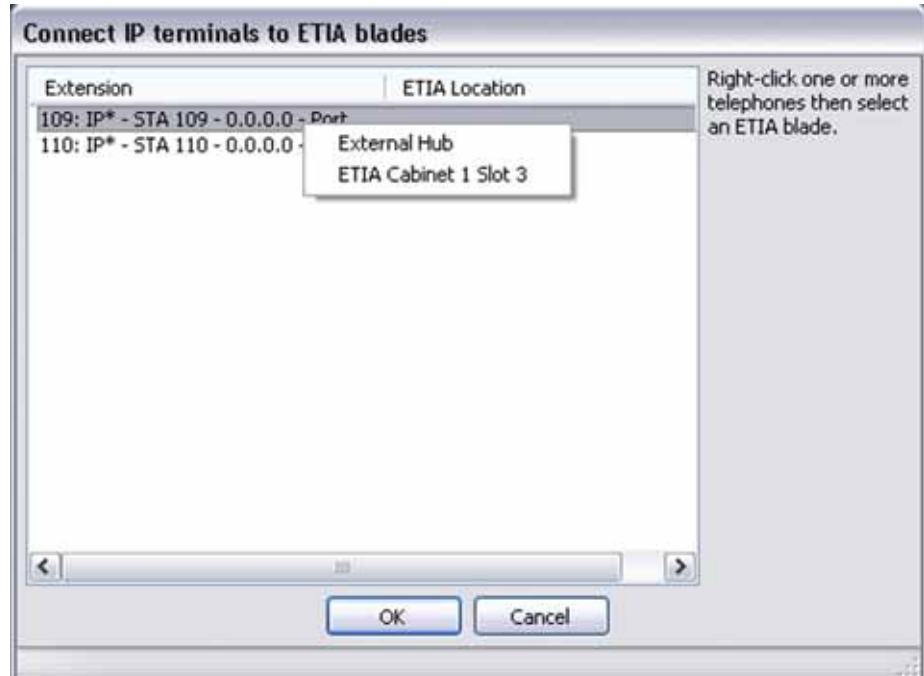 Connect IP terminals to ETIA blades
Extension ETIA Location
Right-click one or more
telephones then select
an ETIA blade.
109: IP* - STA 109 - 0.0.0.0 - Port
110: IP* - STA 110 - 0.0.0.0 -
External Hub
ETIA Cabinet 1 Slot 3
OK Cancel